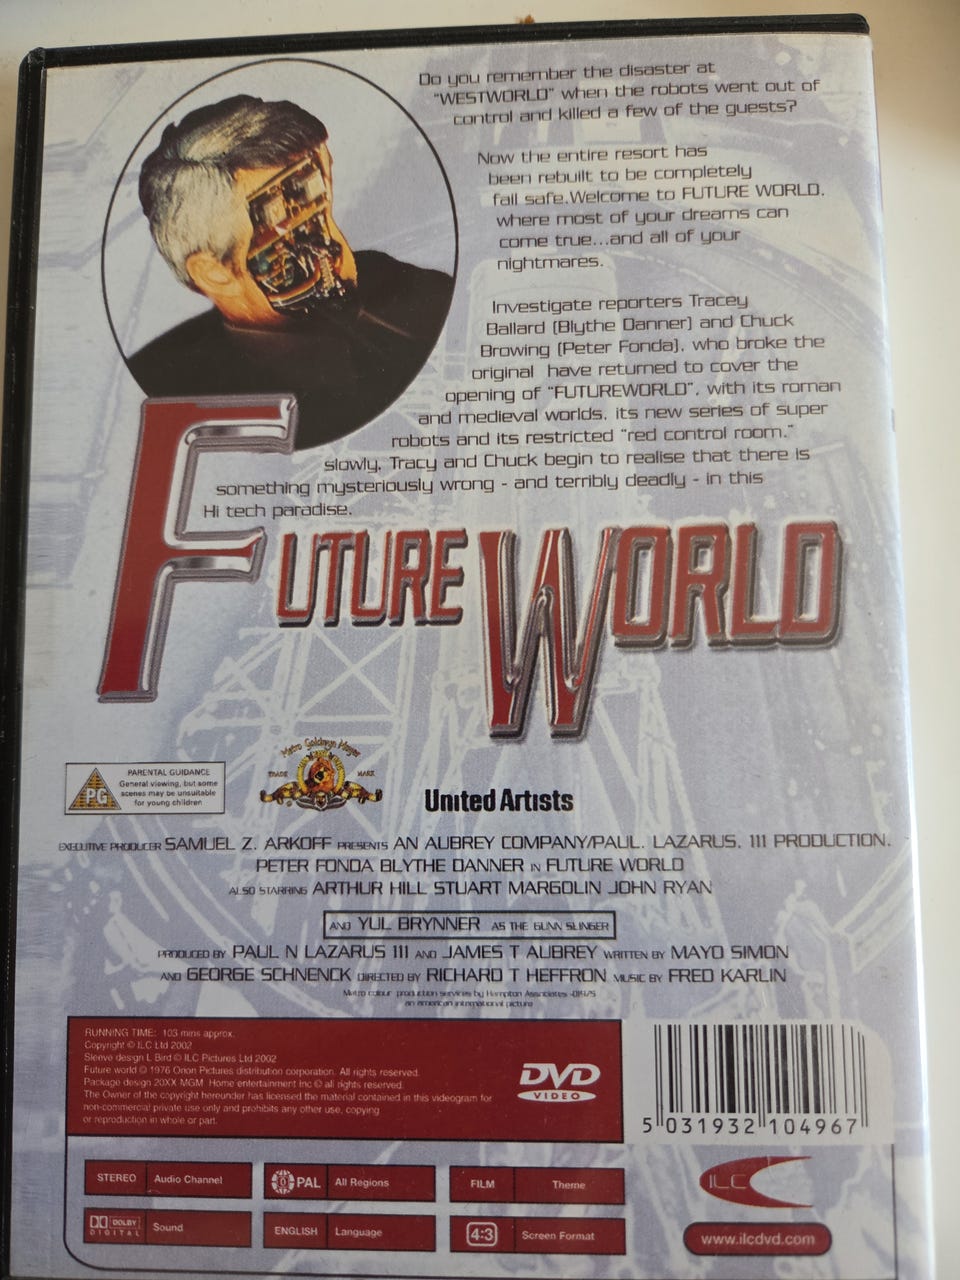 Do you remember the disaster at
"WESTWORLD" when the robots went out of
control and killed a few of the guests?
Now the entire resort has
been rebuilt to be completely
fail safe.Welcome to FUTURE WORLD,
where most of your dreams can
come true...and all of your
nightmares.
Investigate reporters Tracey
Ballard (Blythe Danner) and Chuck
Browing (Peter Fonda), who broke the
original have returned to cover the
opening of "FUTUREWORLD", with its roman
and medieval worlds, its new series of super
robots and its restricted "red control room."
slowly, Tracy and Chuck begin to realise that there is
something mysteriously wrong - and terribly deadly - in this
Hi tech paradise.
FUTURE WORLD
PG
PARENTAL GUIDANCE
General viewing, but some
scenes may be unsuitable
for young children
Metro Goldwyn Mayer
TRADE MARK
United Artists
EXECUTIVE PRODUCER SAMUEL Z. ARKOFF PRESENTS AN AUBREY COMPANY/PAUL. LAZARUS, 111 PRODUCTION.
PETER FONDA BLYTHE DANNER IN FUTURE WORLD
ALSO STARRING ARTHUR HILL STUART MARGOLIN JOHN RYAN
AND YUL BRYNNER AS THE GUNN SLINGER
PRODUCED BY PAUL N LAZARUS 111 AND JAMES T AUBREY WRITTEN BY MAYO SIMON
AND GEORGE SCHNENCK DIRECTED BY RICHARD T HEFFRON MUSIC BY FRED KARLIN
Metro colour production services by Hampton Associates
an american international picture
RUNNING TIME: 103 mins approx.
Copyright © ILC Ltd 2002
Sleeve design L Bird © ILC Pictures Ltd 2002
Future world © 1976 Orion Pictures distribution corporation. All rights reserved.
Package design 20XX MGM Home entertainment Inc © all rights reserved.
The Owner of the copyright hereunder has licensed the material contained in this videogram for
non-commercial private use only and prohibits any other use, copying
or reproduction in whole or part.
DVD
VIDEO
5 031932 104967
STEREO Audio Channel
PAL All Regions
FILM Theme
ILC
DOLBY DIGITAL Sound
ENGLISH Language
4:3 Screen Format
www.ilcdvd.com